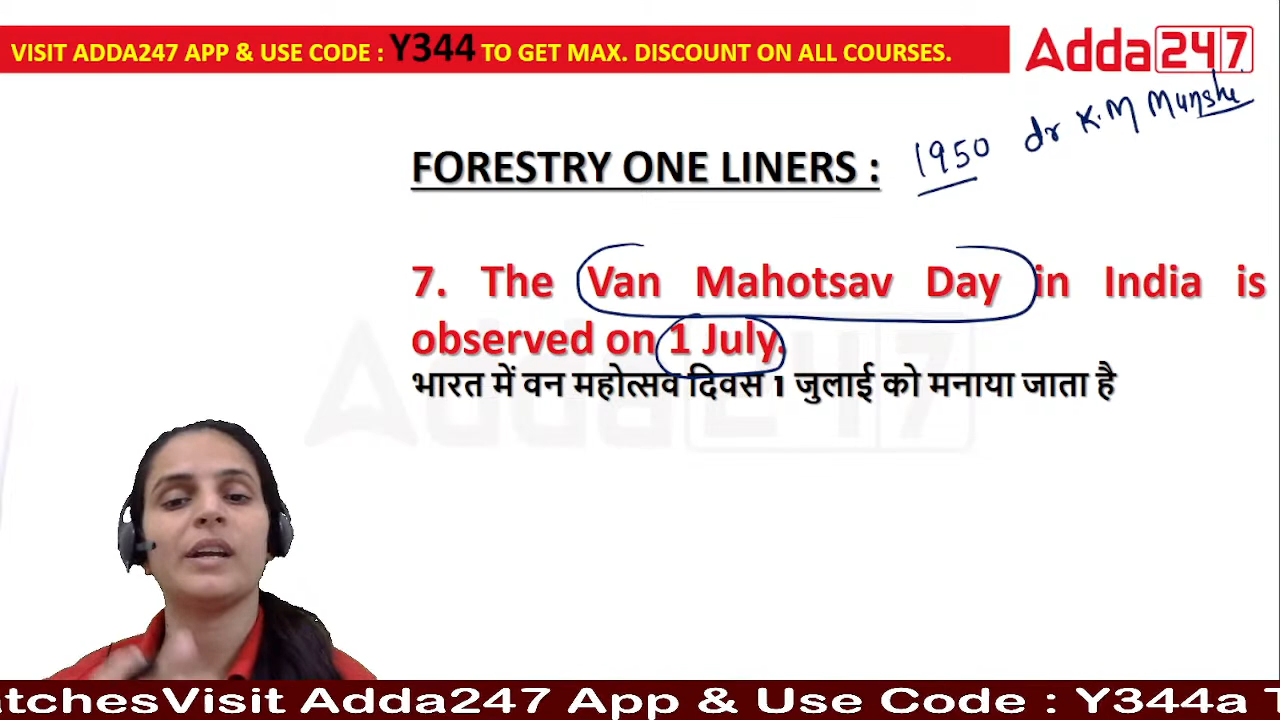 VISIT ADDA247 APP & USE CODE : Y344 TO GET MAX. DISCOUNT ON ALL COURSES.
Adda247
1950 dr K.M Munshi
FORESTRY ONE LINERS :
7. The Van Mahotsav Day in India is
observed on 1 July.
भारत में वन महोत्सव दिवस 1 जुलाई को मनाया जाता है
Adda247
atchesVisit Adda247 App & Use Code : Y344a T